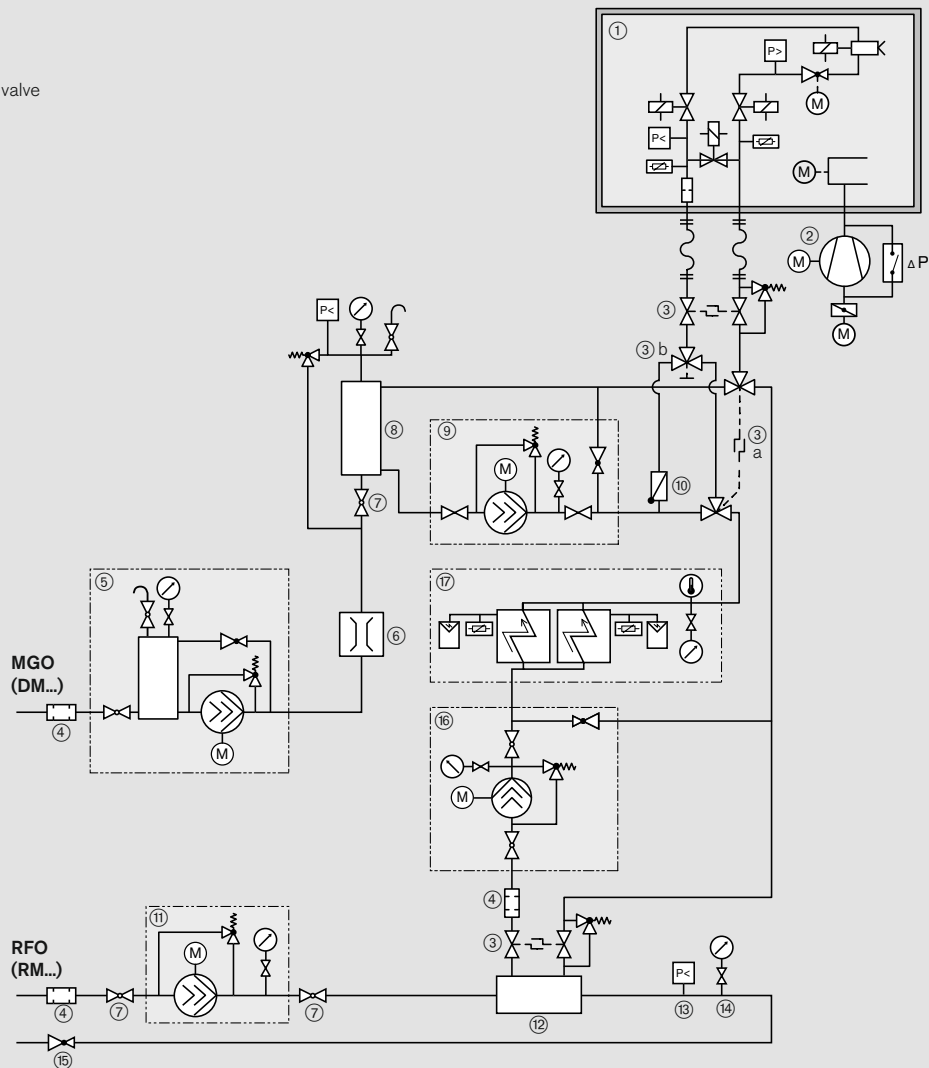 ①
P>
valve
M
P<
M
②
M
Δ P
③
M
P<
③ b
③
a
⑧
⑨
M
⑩
⑦
⑰
⑤
⑥
MGO
(DM...)
④
M
⑯
M
④
⑪
③
RFO
(RM...)
M
P<
④
⑦
⑦
⑫
⑬
⑭
⑮